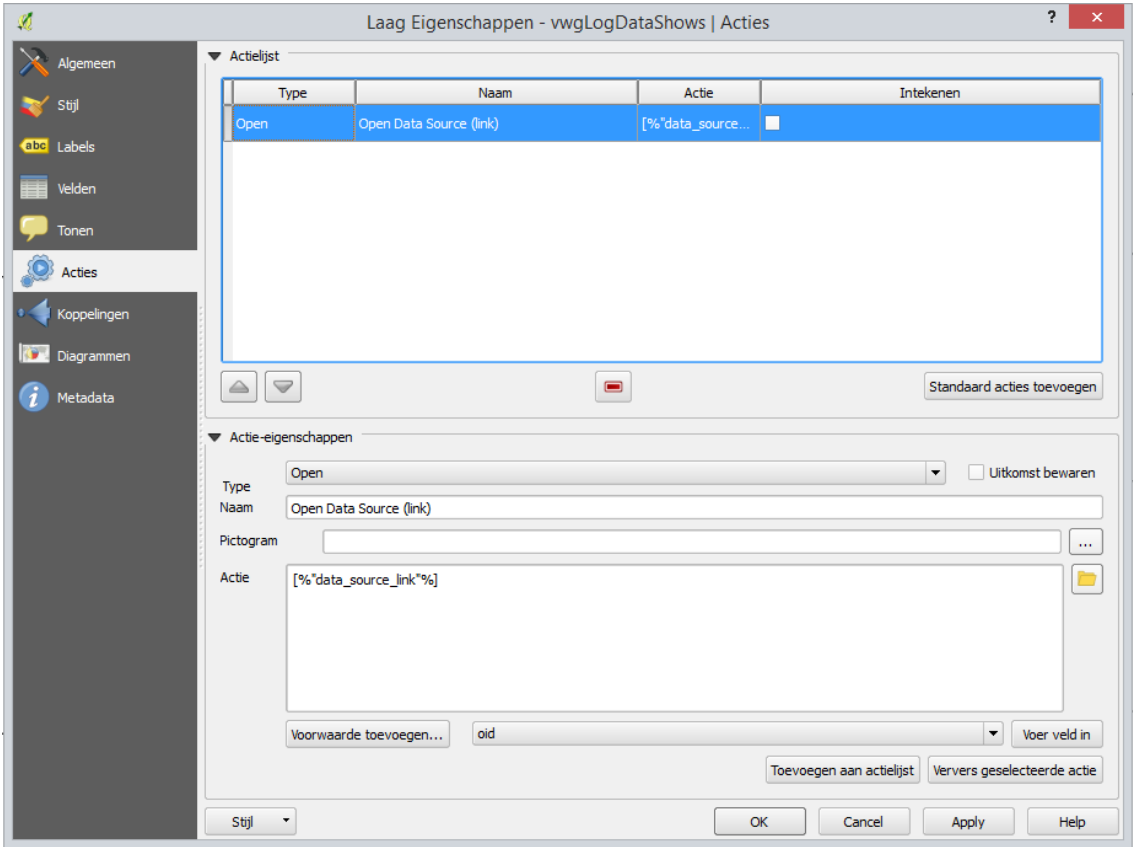 Laag Eigenschappen - vwgLogDataShows | Acties
?
Algemeen
Stijl
abc Labels
Velden
Tonen
Acties
Koppelingen
Diagrammen
Metadata
Actielijst
Type Naam Actie Intekenen
Open Open Data Source (link) [%"data_source...
Standaard acties toevoegen
Actie-eigenschappen
Type Open Uitkomst bewaren
Naam Open Data Source (link)
Pictogram ...
Actie [%"data_source_link"%]
Voorwaarde toevoegen... oid Voer veld in
Toevoegen aan actielijst Ververs geselecteerde actie
Stijl OK Cancel Apply Help